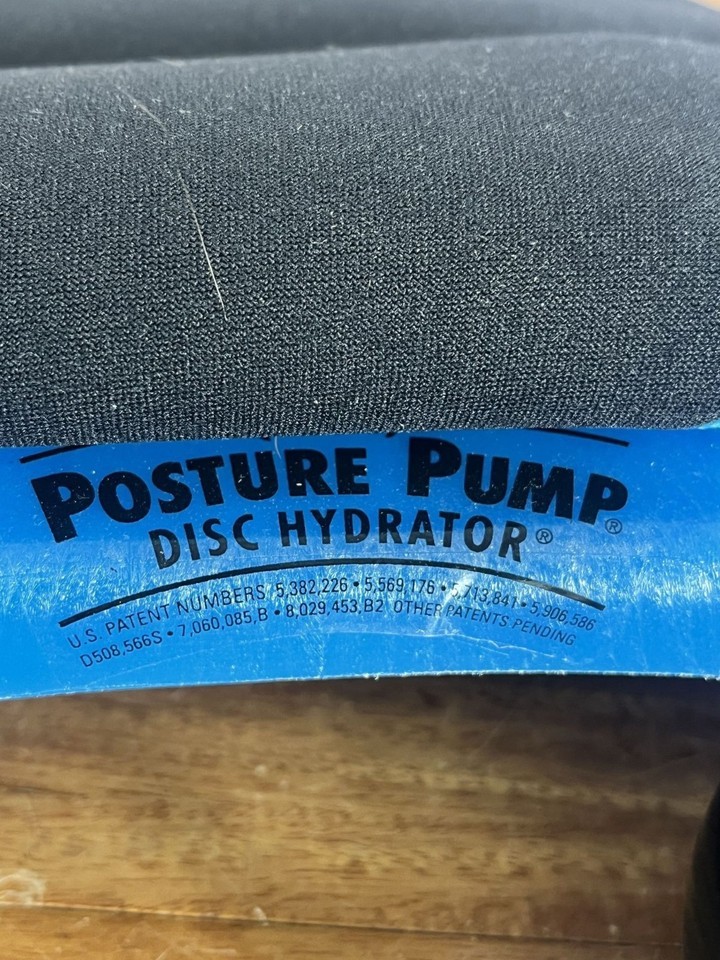 POSTURE PUMP®
DISC HYDRATOR®
U.S. PATENT NUMBERS 5,382,226 • 5,569,176 • 5,713,841 • 5,906,586
D508,566S • 7,060,085,B • 8,029,453,B2 OTHER PATENTS PENDING